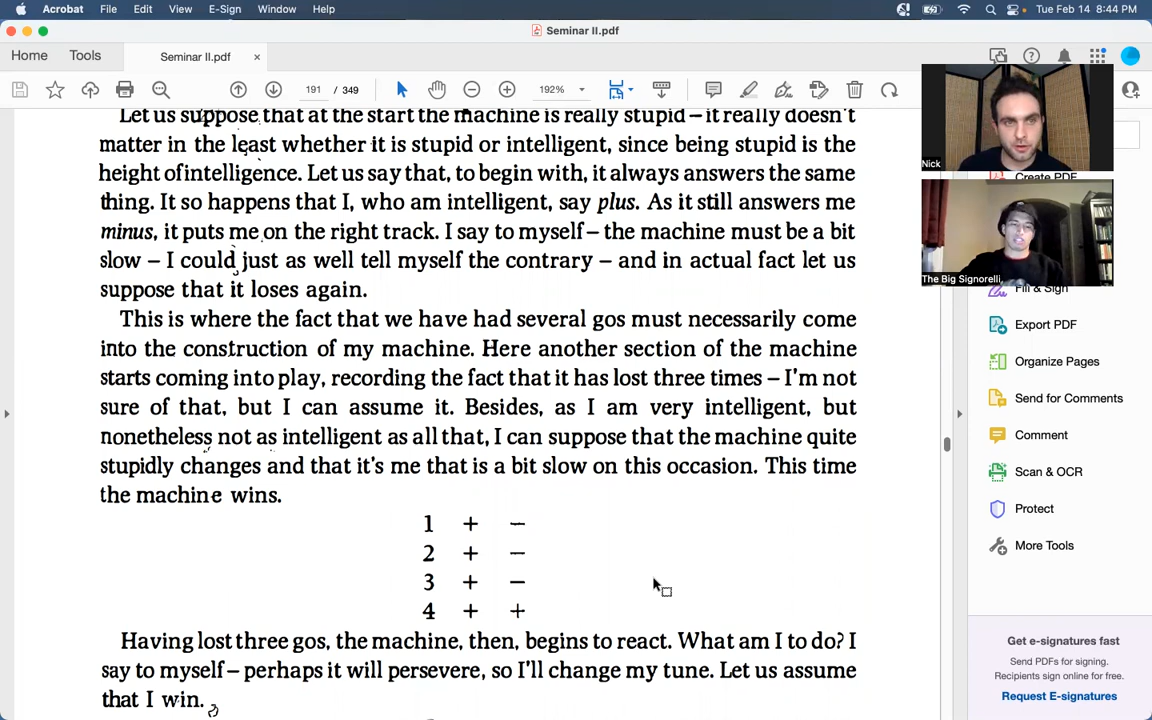 Acrobat File Edit View E-Sign Window Help Tue Feb 14 8:44 PM
Seminar II.pdf
Home Tools Seminar II.pdf ×
191 / 349 192%
Let us suppose that at the start the machine is really stupid – it really doesn't
matter in the least whether it is stupid or intelligent, since being stupid is the
height of intelligence. Let us say that, to begin with, it always answers the same
thing. It so happens that I, who am intelligent, say plus. As it still answers me
minus, it puts me on the right track. I say to myself – the machine must be a bit
slow – I could just as well tell myself the contrary – and in actual fact let us
suppose that it loses again.
This is where the fact that we have had several gos must necessarily come
into the construction of my machine. Here another section of the machine
starts coming into play, recording the fact that it has lost three times – I'm not
sure of that, but I can assume it. Besides, as I am very intelligent, but
nonetheless not as intelligent as all that, I can suppose that the machine quite
stupidly changes and that it's me that is a bit slow on this occasion. This time
the machine wins.
1 + –
2 + –
3 + –
4 + +
Having lost three gos, the machine, then, begins to react. What am I to do? I
say to myself – perhaps it will persevere, so I'll change my tune. Let us assume
that I win.
Nick
The Big Signorelli
Create PDF
Fill & Sign
Export PDF
Organize Pages
Send for Comments
Comment
Scan & OCR
Protect
More Tools
Get e-signatures fast
Send PDFs for signing.
Recipients sign online for free.
Request E-signatures